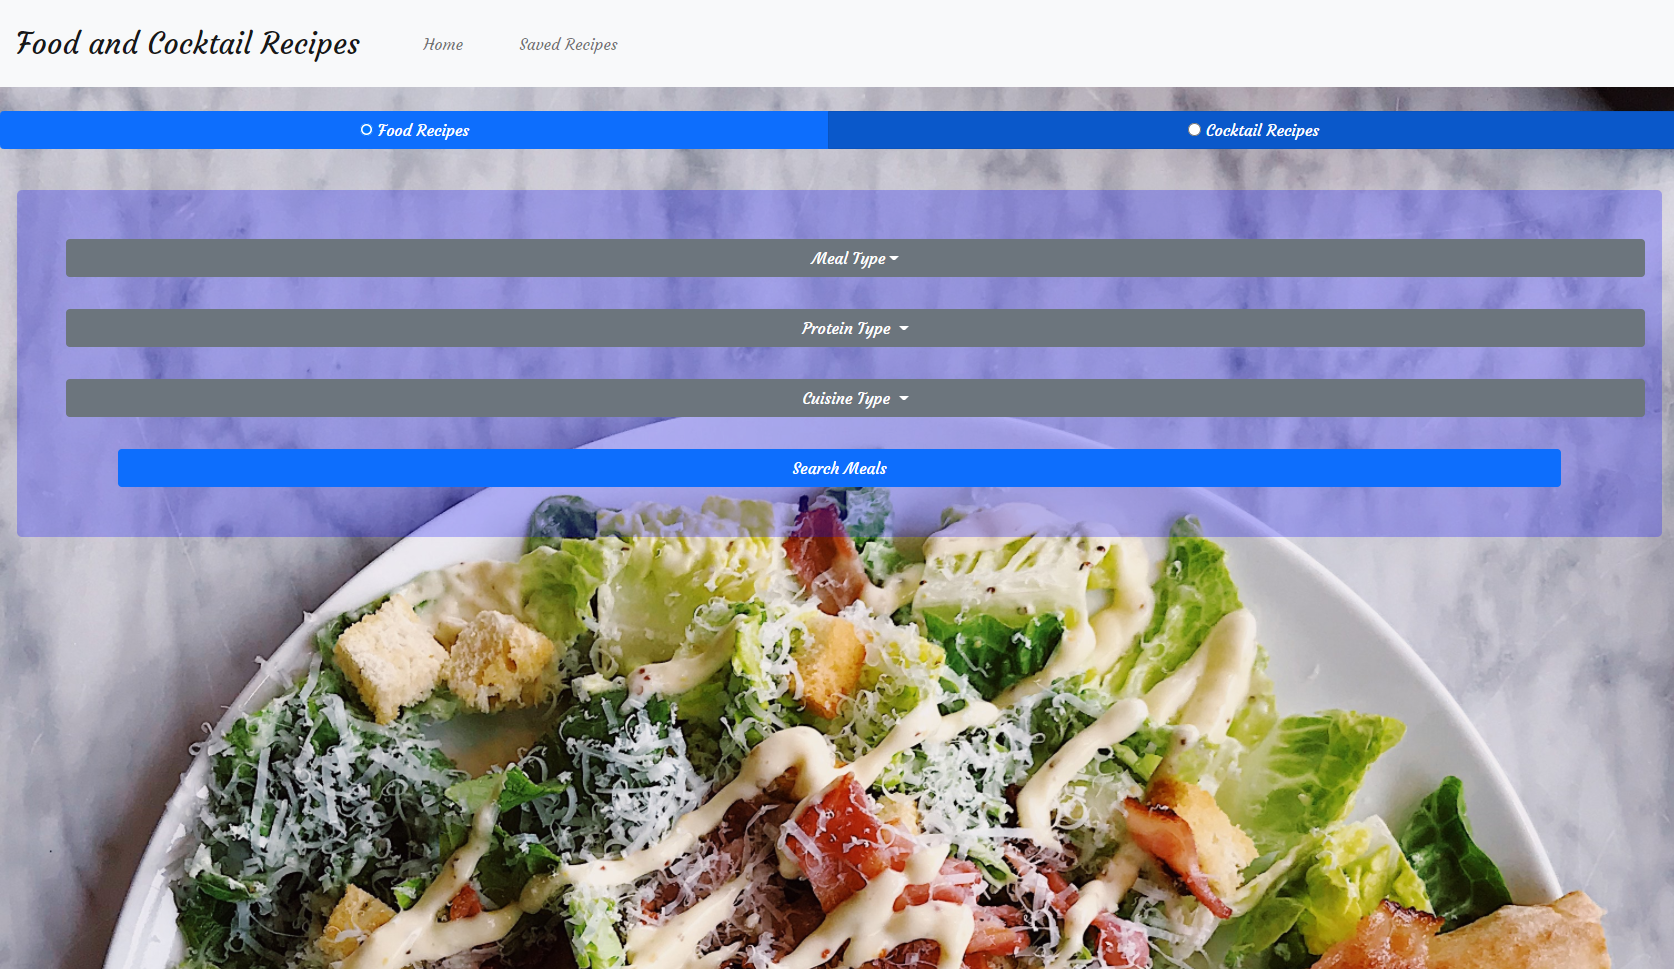 Food and Cocktail Recipes Home Saved Recipes
Food Recipes Cocktail Recipes
Meal Type
Protein Type
Cuisine Type
Search Meals